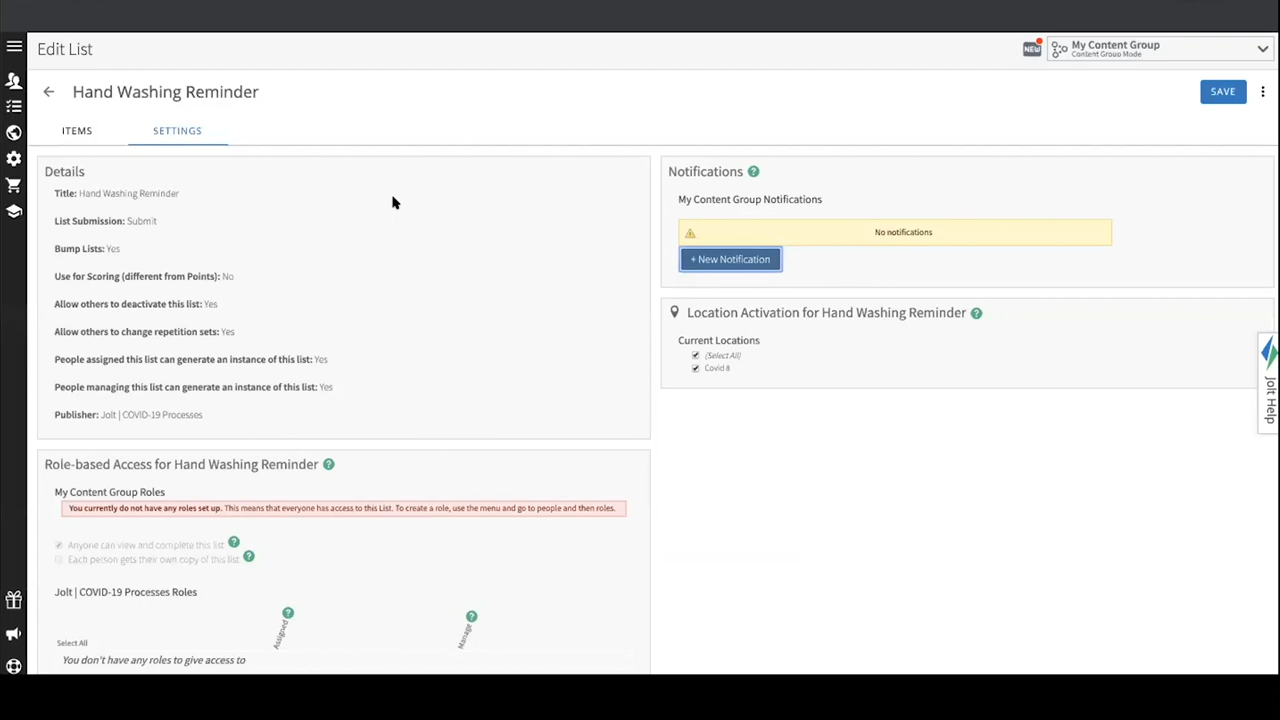 Edit List
NEW
My Content Group
Content Group Mode
Hand Washing Reminder
SAVE
ITEMS
SETTINGS
Details
Title: Hand Washing Reminder
List Submission: Submit
Bump Lists: Yes
Use for Scoring (different from Points): No
Allow others to deactivate this list: Yes
Allow others to change repetition sets: Yes
People assigned this list can generate an instance of this list: Yes
People managing this list can generate an instance of this list: Yes
Publisher: Jolt | COVID-19 Processes
Notifications ?
My Content Group Notifications
No notifications
+ New Notification
Location Activation for Hand Washing Reminder ?
Current Locations
(Select All)
Covid 8
Jolt Help
Role-based Access for Hand Washing Reminder ?
My Content Group Roles
You currently do not have any roles set up. This means that everyone has access to this List. To create a role, use the menu and go to people and then roles.
Anyone can view and complete this list ?
Each person gets their own copy of this list ?
Jolt | COVID-19 Processes Roles
? ?
Assigned Manage
Select All
You don't have any roles to give access to